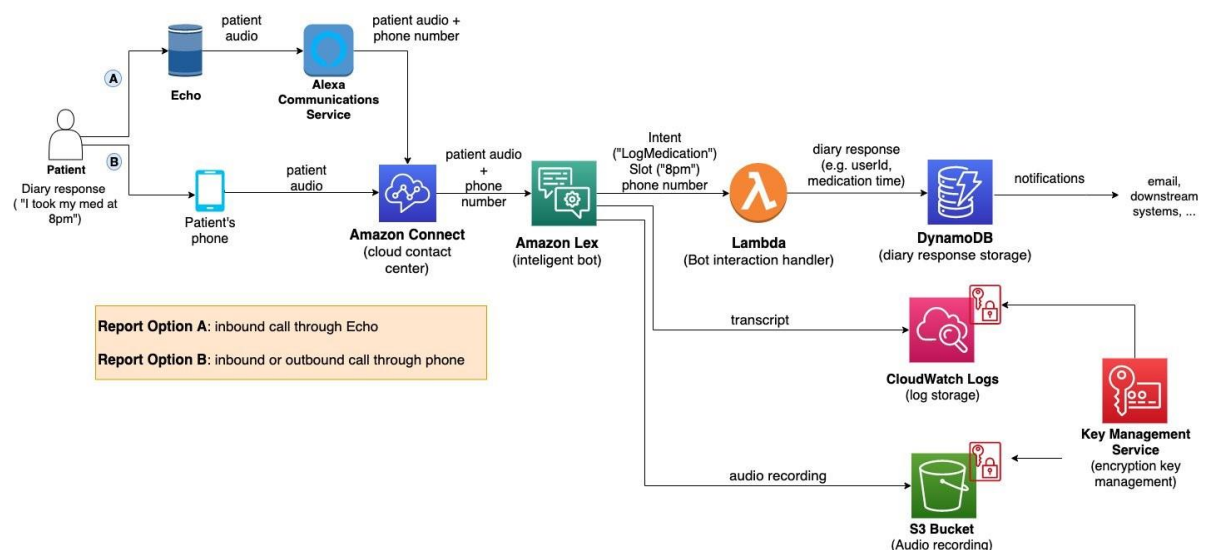 patient
audio
patient audio +
phone number
A
Echo
Alexa
Communications
Service
Patient
Diary response
( "I took my med at
8pm")
B
Patient's
phone
patient
audio
Amazon Connect
(cloud contact
center)
patient audio
+
phone
number
Amazon Lex
(inteligent bot)
Intent
("LogMedication")
Slot ("8pm")
phone number
Lambda
(Bot interaction handler)
diary response
(e.g. userId,
medication time)
DynamoDB
(diary response storage)
notifications
email,
downstream
systems, ...
Report Option A: inbound call through Echo
Report Option B: inbound or outbound call through phone
transcript
CloudWatch Logs
(log storage)
Key Management
Service
(encryption key
management)
audio recording
S3 Bucket
(Audio recording)